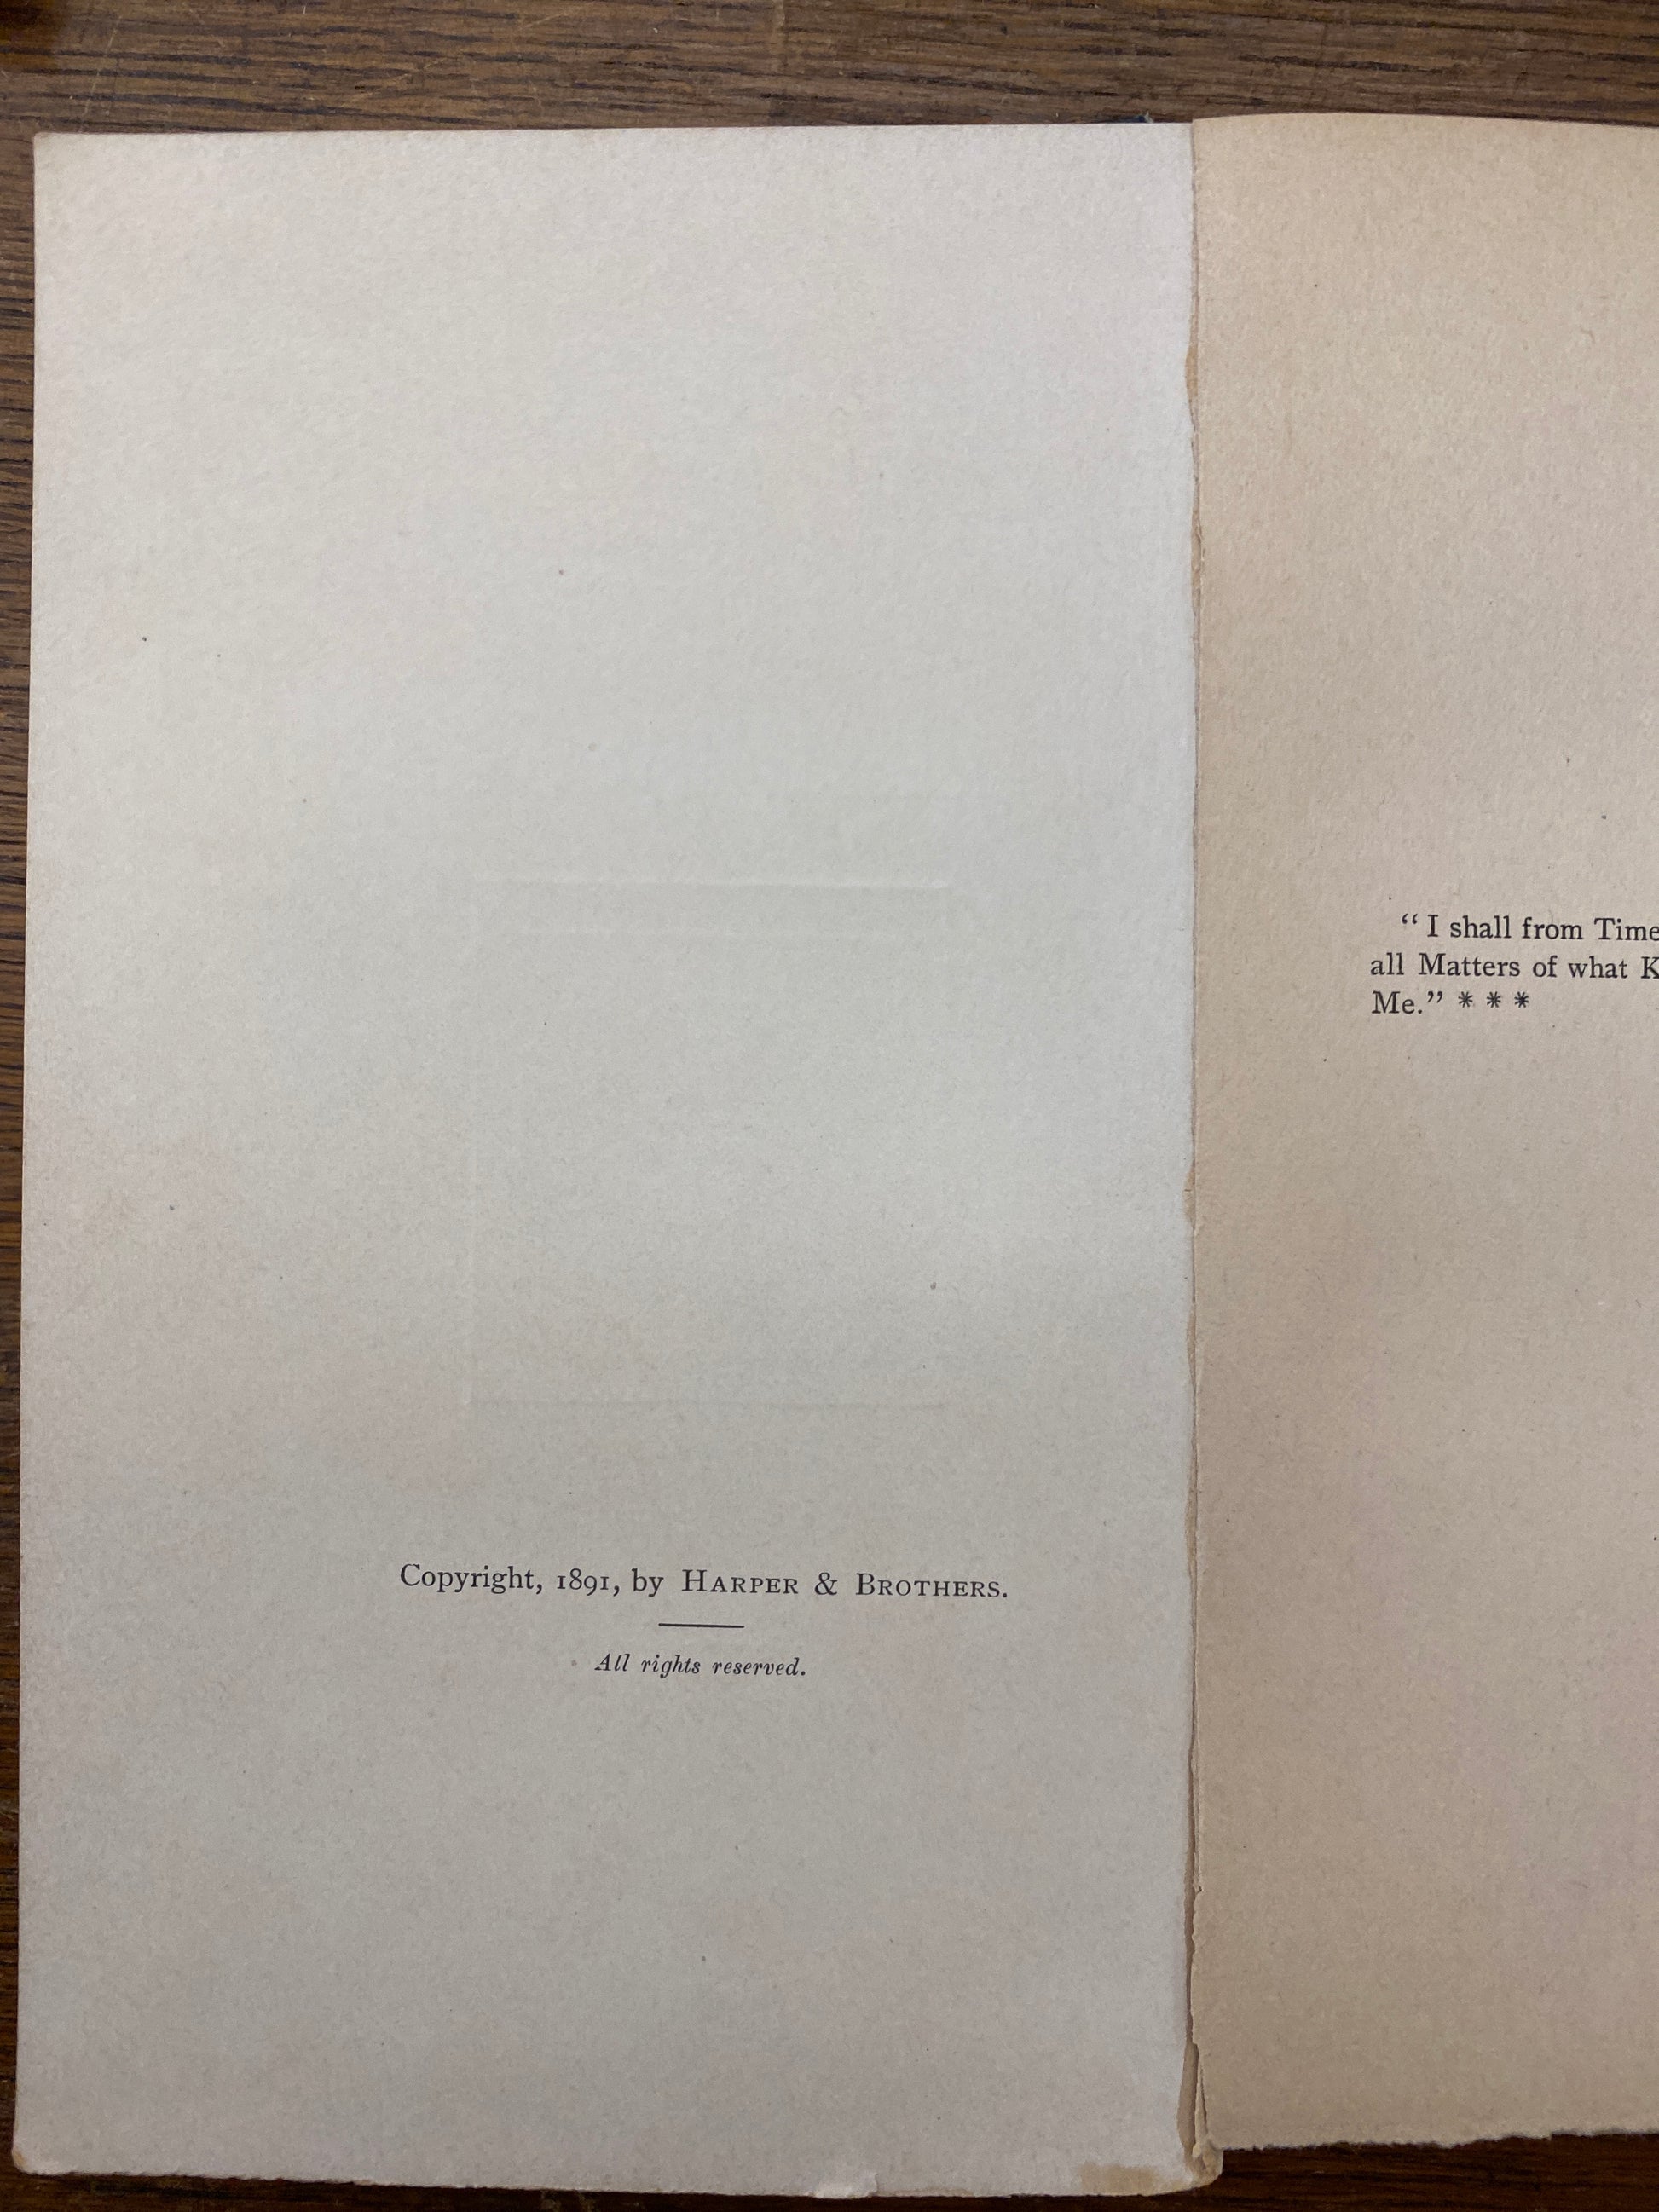 Copyright, 1891, by HARPER & BROTHERS.
All rights reserved.
“ I shall from Time
all Matters of what K
Me.” * * *